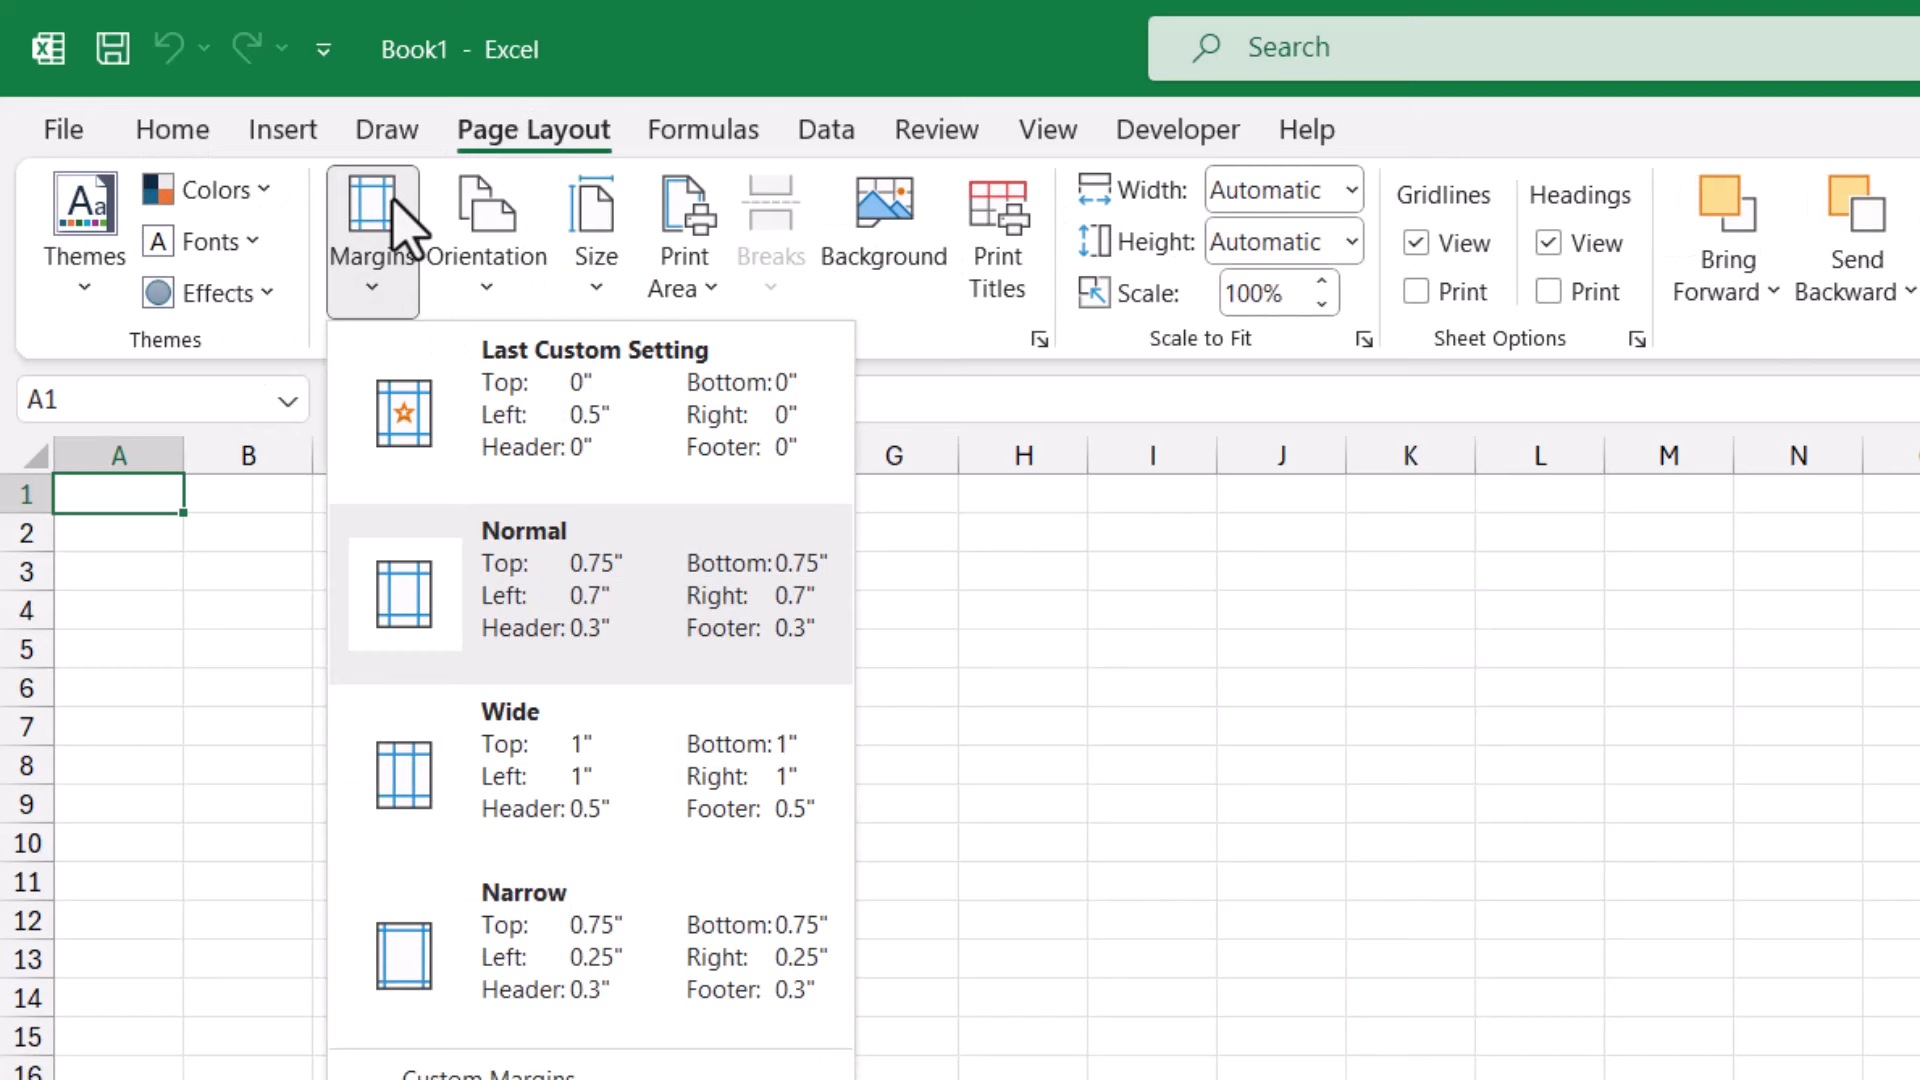 Book1 - Excel
Search
File Home Insert Draw Page Layout Formulas Data Review View Developer Help
Themes
Colors
Fonts
Effects
Themes
Margins
Orientation
Size
Print
Area
Breaks
Background
Print
Titles
Width: Automatic
Height: Automatic
Scale: 100%
Scale to Fit
Gridlines
View
Print
Headings
View
Print
Sheet Options
Bring
Forward
Send
Backward
A1
Last Custom Setting
Top: 0" Bottom: 0"
Left: 0.5" Right: 0"
Header: 0" Footer: 0"
Normal
Top: 0.75" Bottom: 0.75"
Left: 0.7" Right: 0.7"
Header: 0.3" Footer: 0.3"
Wide
Top: 1" Bottom: 1"
Left: 1" Right: 1"
Header: 0.5" Footer: 0.5"
Narrow
Top: 0.75" Bottom: 0.75"
Left: 0.25" Right: 0.25"
Header: 0.3" Footer: 0.3"
Custom Margins
A B G H I J K L M N
1
2
3
4
5
6
7
8
9
10
11
12
13
14
15
16